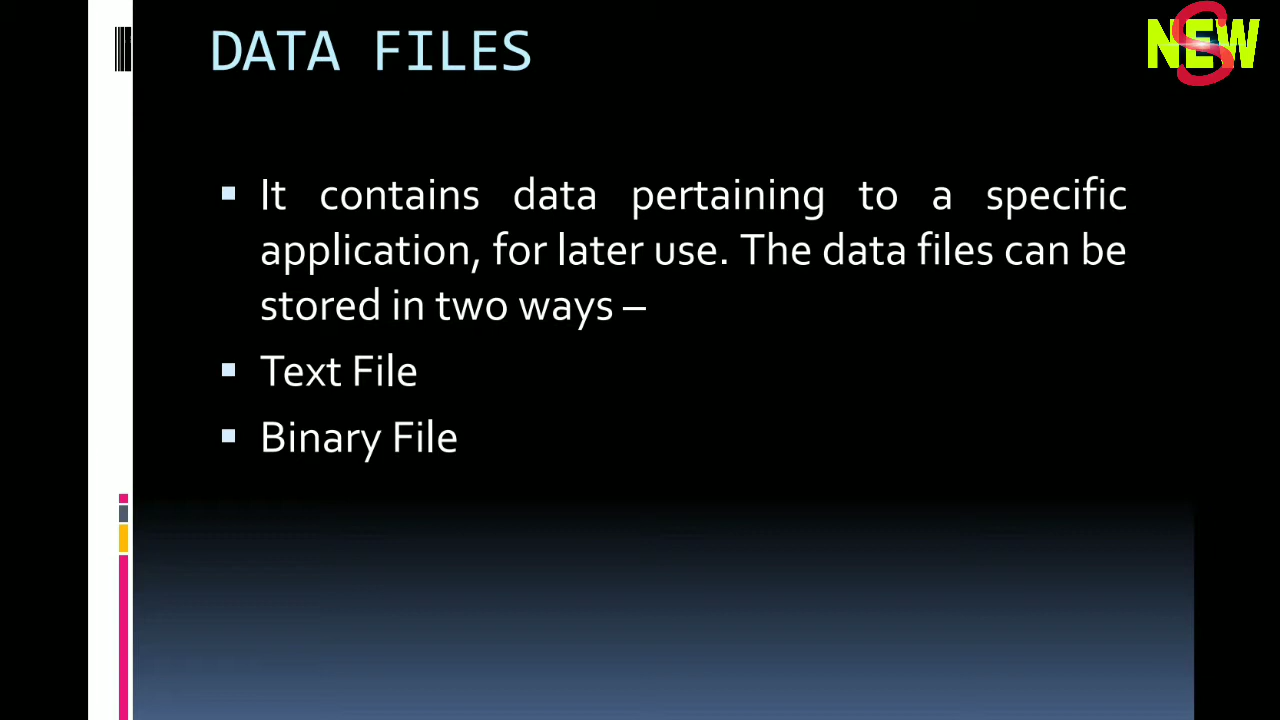 DATA FILES
NEW
S
It contains data pertaining to a specific
application, for later use. The data files can be
stored in two ways –
Text File
Binary File